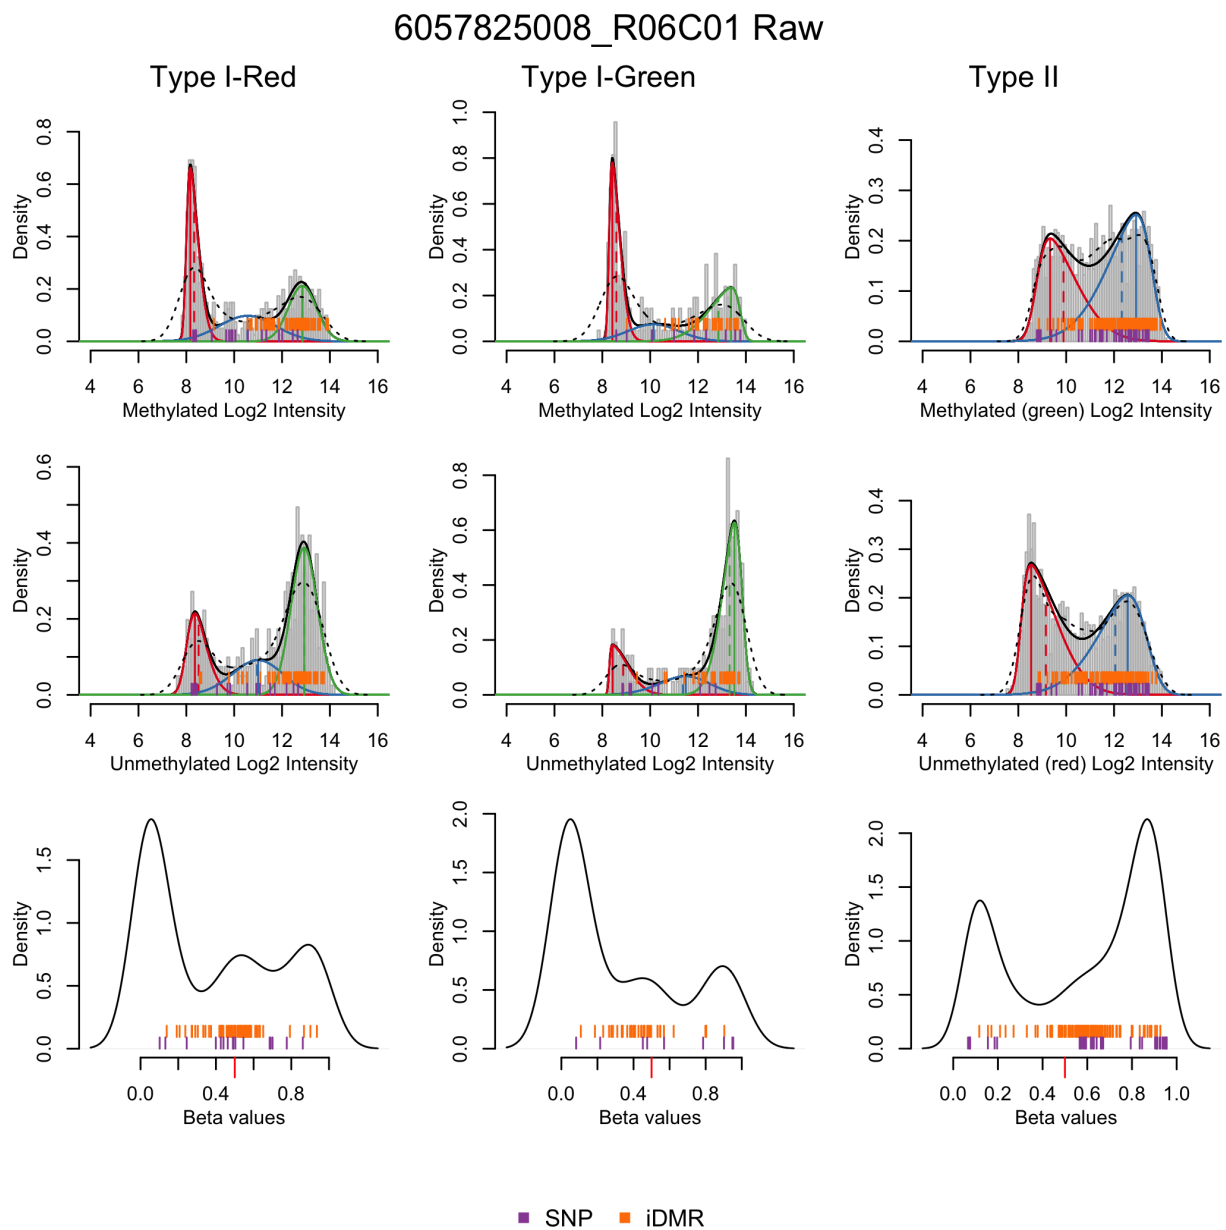 6057825008_R06C01 Raw
Type I-Red
Type I-Green
Type II
Density
0.0 0.2 0.4 0.6 0.8
4 6 8 10 12 14 16
Methylated Log2 Intensity
Density
0.0 0.2 0.4 0.6 0.8 1.0
4 6 8 10 12 14 16
Methylated Log2 Intensity
Density
0.0 0.1 0.2 0.3 0.4
4 6 8 10 12 14 16
Methylated (green) Log2 Intensity
Density
0.0 0.2 0.4 0.6
4 6 8 10 12 14 16
Unmethylated Log2 Intensity
Density
0.0 0.2 0.4 0.6 0.8
4 6 8 10 12 14 16
Unmethylated Log2 Intensity
Density
0.0 0.1 0.2 0.3 0.4
4 6 8 10 12 14 16
Unmethylated (red) Log2 Intensity
Density
0.0 0.5 1.0 1.5
0.0 0.4 0.8
Beta values
Density
0.0 0.5 1.0 1.5 2.0
0.0 0.4 0.8
Beta values
Density
0.0 0.5 1.0 1.5 2.0
0.0 0.2 0.4 0.6 0.8 1.0
Beta values
SNP iDMR